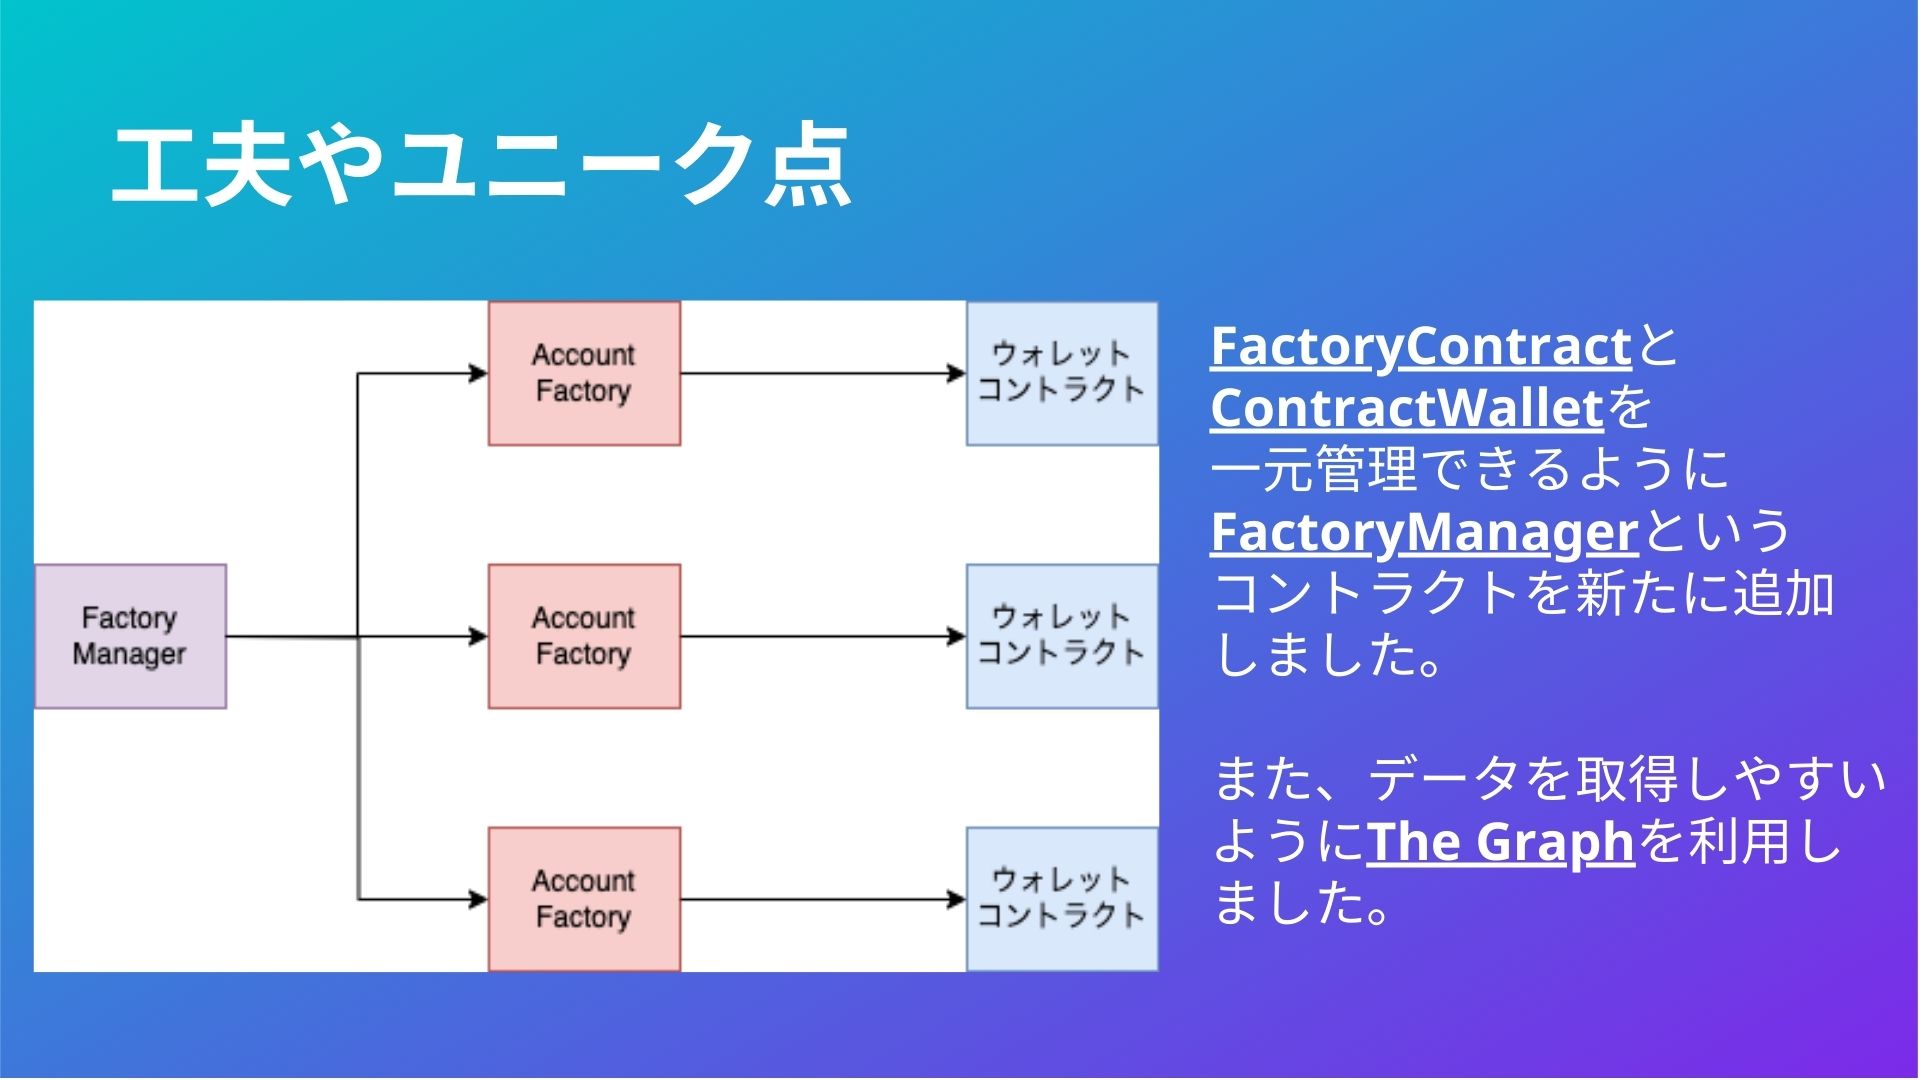 工夫やユニーク点
Factory
Manager
Account
Factory
ウォレット
コントラクト
Account
Factory
ウォレット
コントラクト
Account
Factory
ウォレット
コントラクト
FactoryContractと
ContractWalletを
一元管理できるように
FactoryManagerという
コントラクトを新たに追加
しました。
また、データを取得しやすい
ようにThe Graphを利用し
ました。